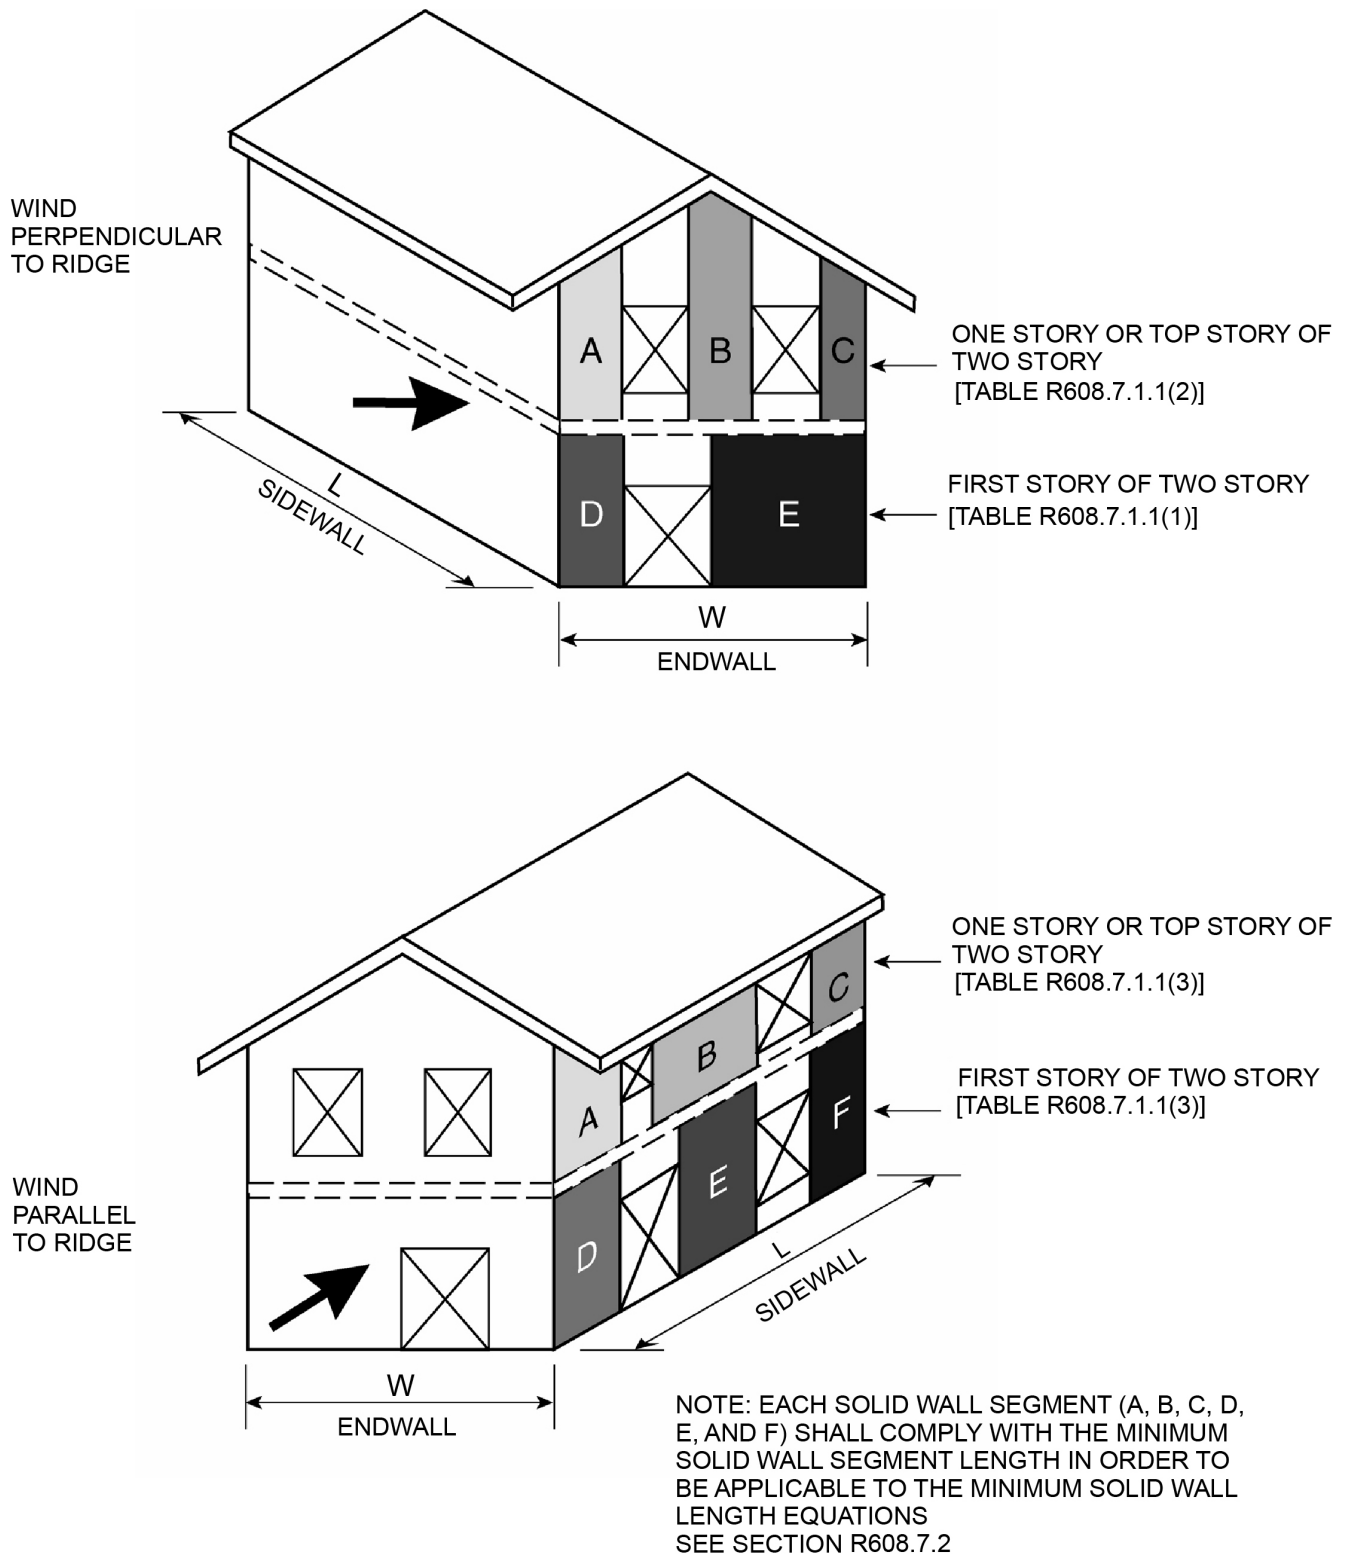 WIND
PERPENDICULAR
TO RIDGE
A
B
C
ONE STORY OR TOP STORY OF
TWO STORY
[TABLE R608.7.1.1(2)]
D
E
FIRST STORY OF TWO STORY
[TABLE R608.7.1.1(1)]
L
SIDEWALL
W
ENDWALL
ONE STORY OR TOP STORY OF
TWO STORY
[TABLE R608.7.1.1(3)]
A
B
C
FIRST STORY OF TWO STORY
[TABLE R608.7.1.1(3)]
D
E
F
WIND
PARALLEL
TO RIDGE
L
SIDEWALL
W
ENDWALL
NOTE: EACH SOLID WALL SEGMENT (A, B, C, D,
E, AND F) SHALL COMPLY WITH THE MINIMUM
SOLID WALL SEGMENT LENGTH IN ORDER TO
BE APPLICABLE TO THE MINIMUM SOLID WALL
LENGTH EQUATIONS
SEE SECTION R608.7.2